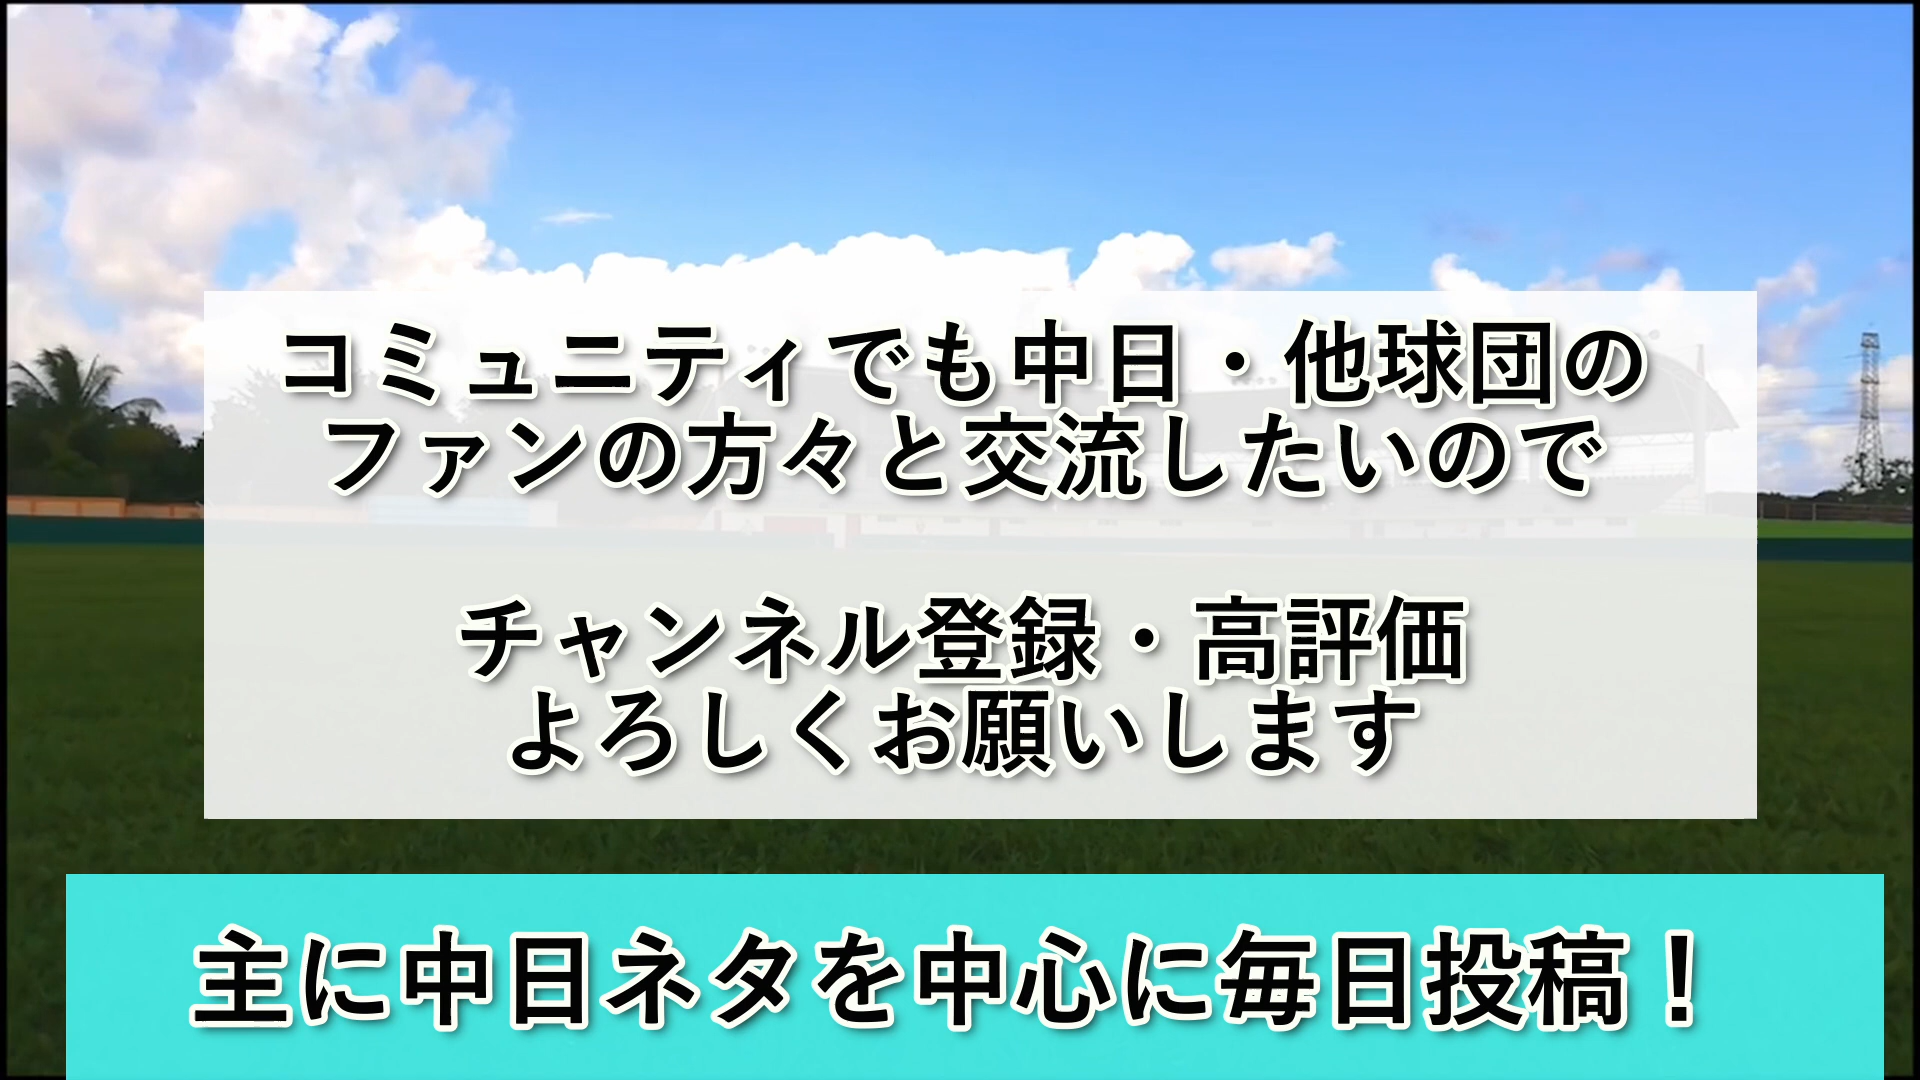 コミュニティでも中日・他球団の
ファンの方々と交流したいので
チャンネル登録・高評価
よろしくお願いします
主に中日ネタを中心に毎日投稿！